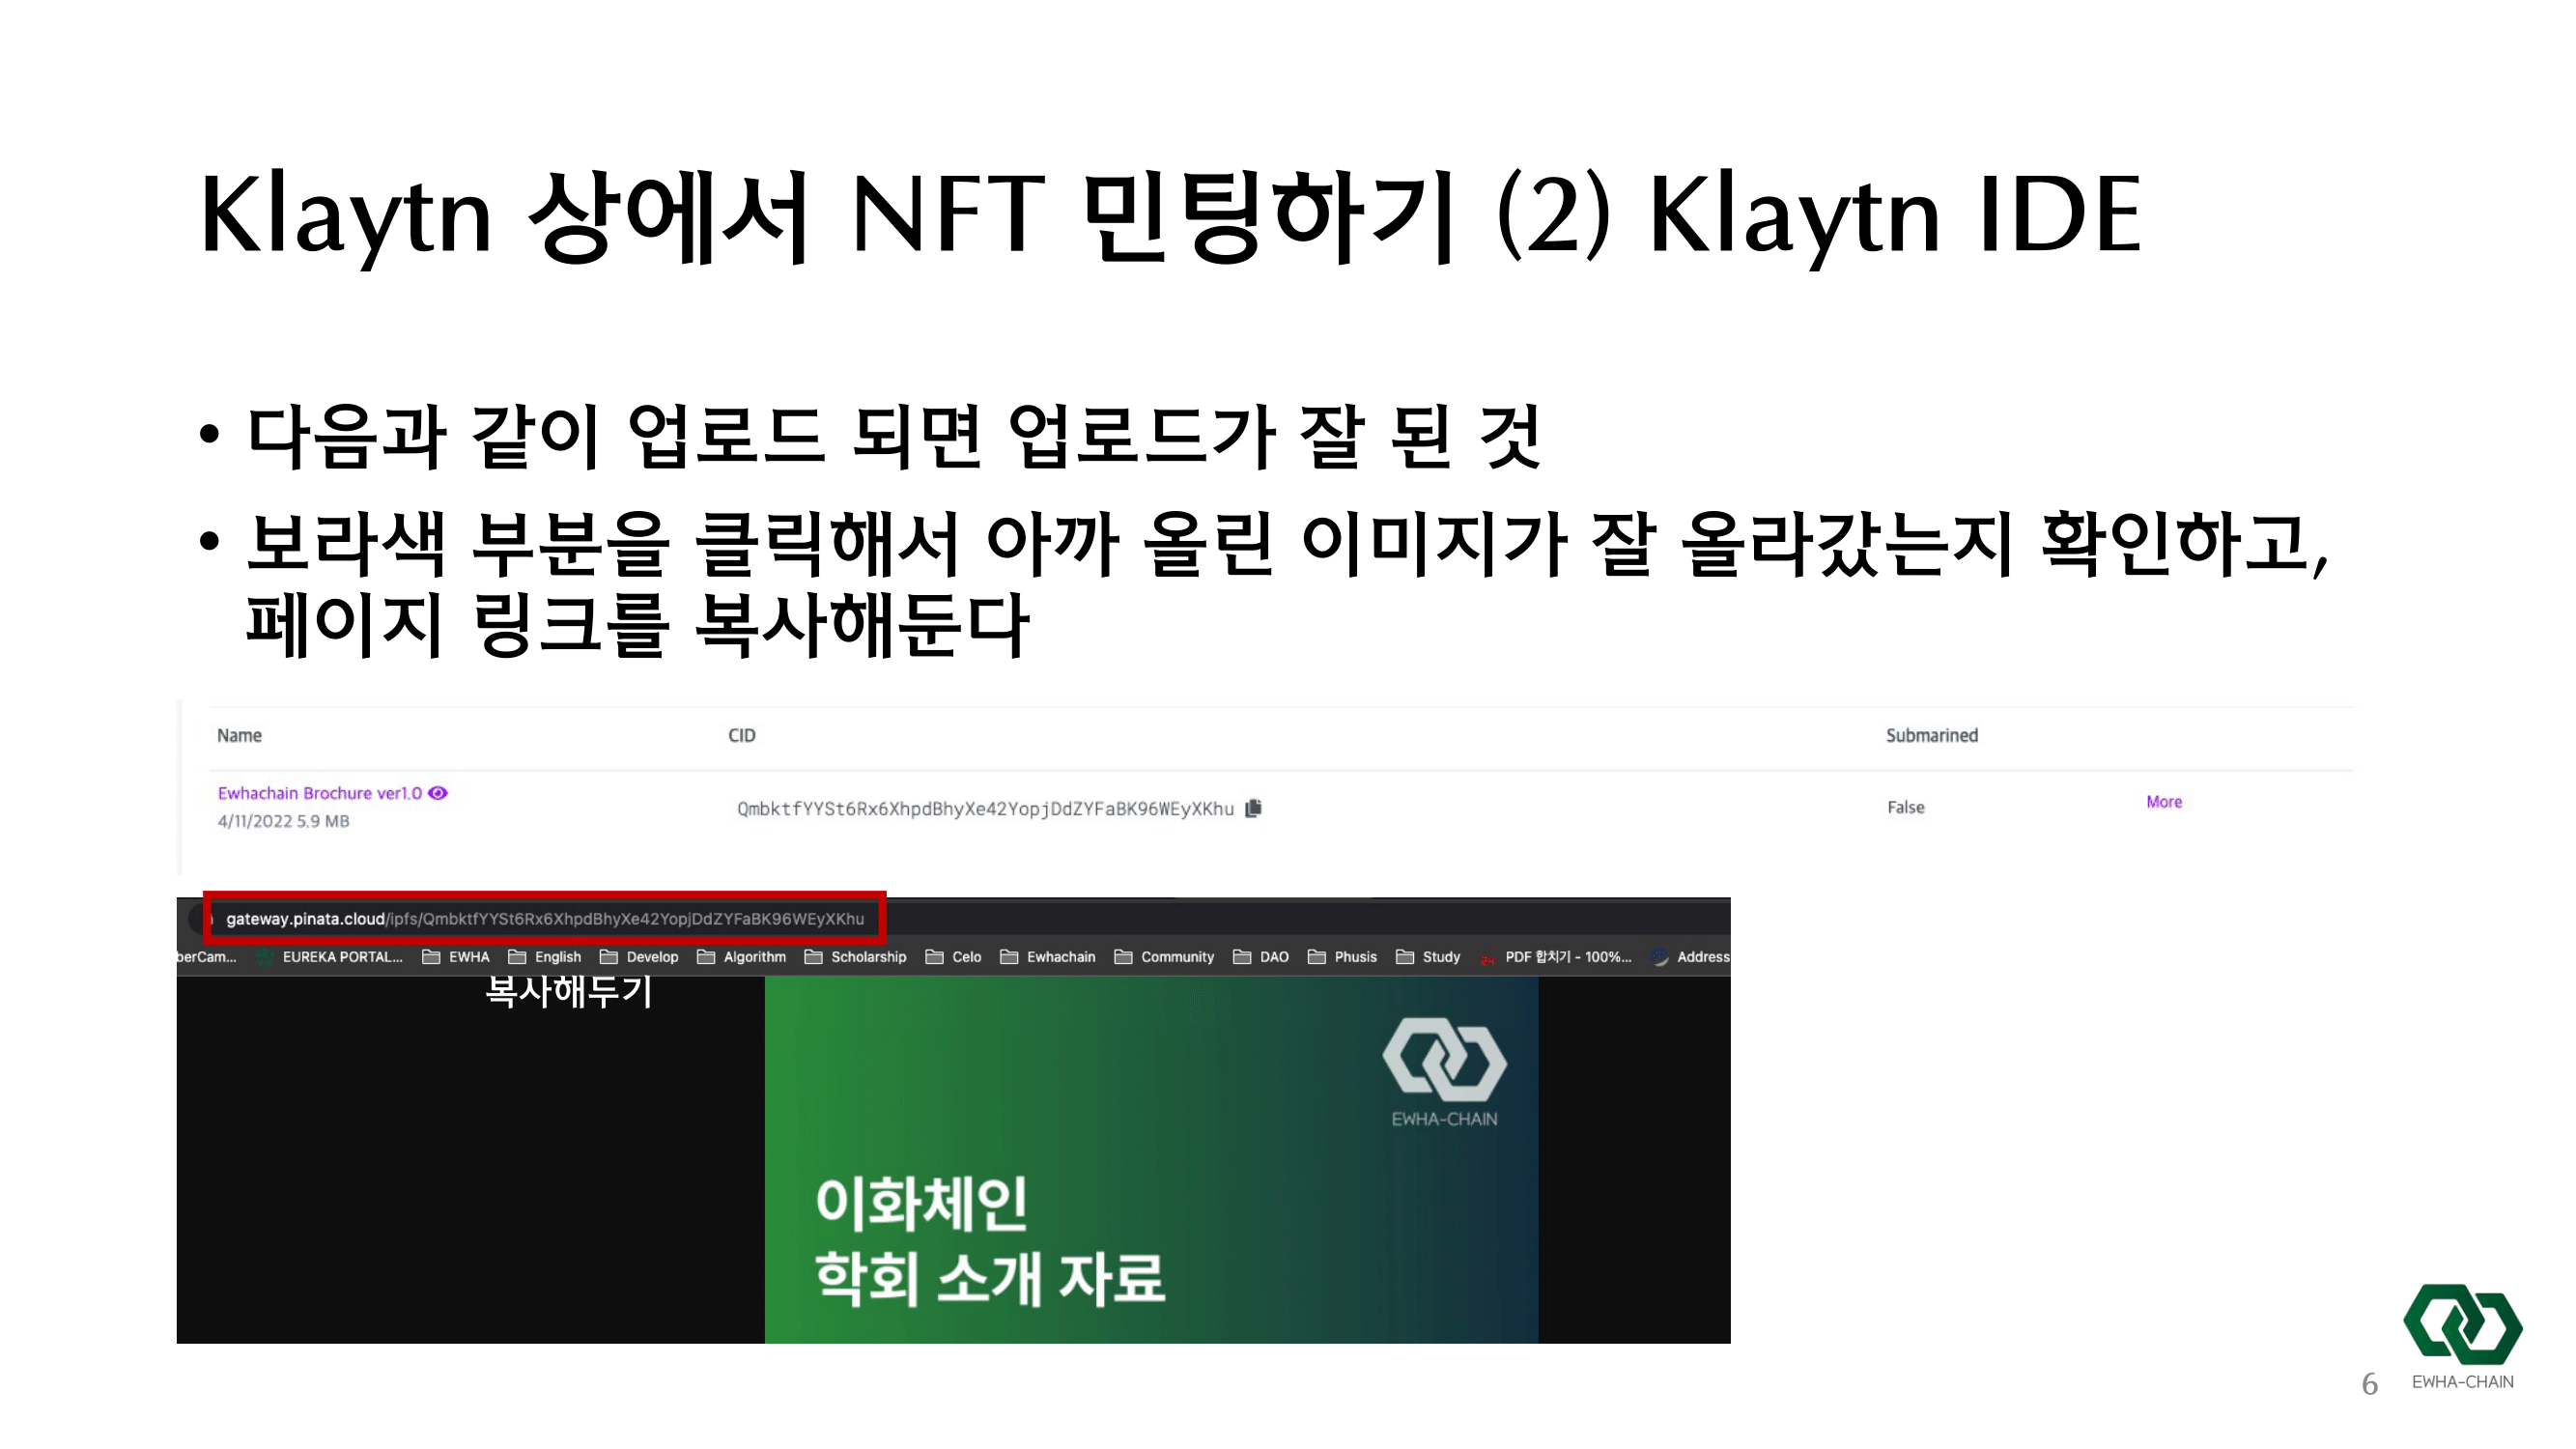 Klaytn 상에서 NFT 민팅하기 (2) Klaytn IDE
• 다음과 같이 업로드 되면 업로드가 잘 된 것
• 보라색 부분을 클릭해서 아까 올린 이미지가 잘 올라갔는지 확인하고,
페이지 링크를 복사해둔다
Name CID Submarined
Ewhachain Brochure ver1.0
4/11/2022 5.9 MB
QmbktfYYSt6Rx6XhpdBhyXe42YopjDdZYFaBK96WEyXKhu False More
gateway.pinata.cloud/ipfs/QmbktfYYSt6Rx6XhpdBhyXe42YopjDdZYFaBK96WEyXKhu
berCam... EUREKA PORTAL... EWHA English Develop Algorithm Scholarship Celo Ewhachain Community DAO Phusis Study PDF 합치기 - 100%... Address
복사해두기
EWHA-CHAIN
이화체인
학회 소개 자료
6 EWHA-CHAIN